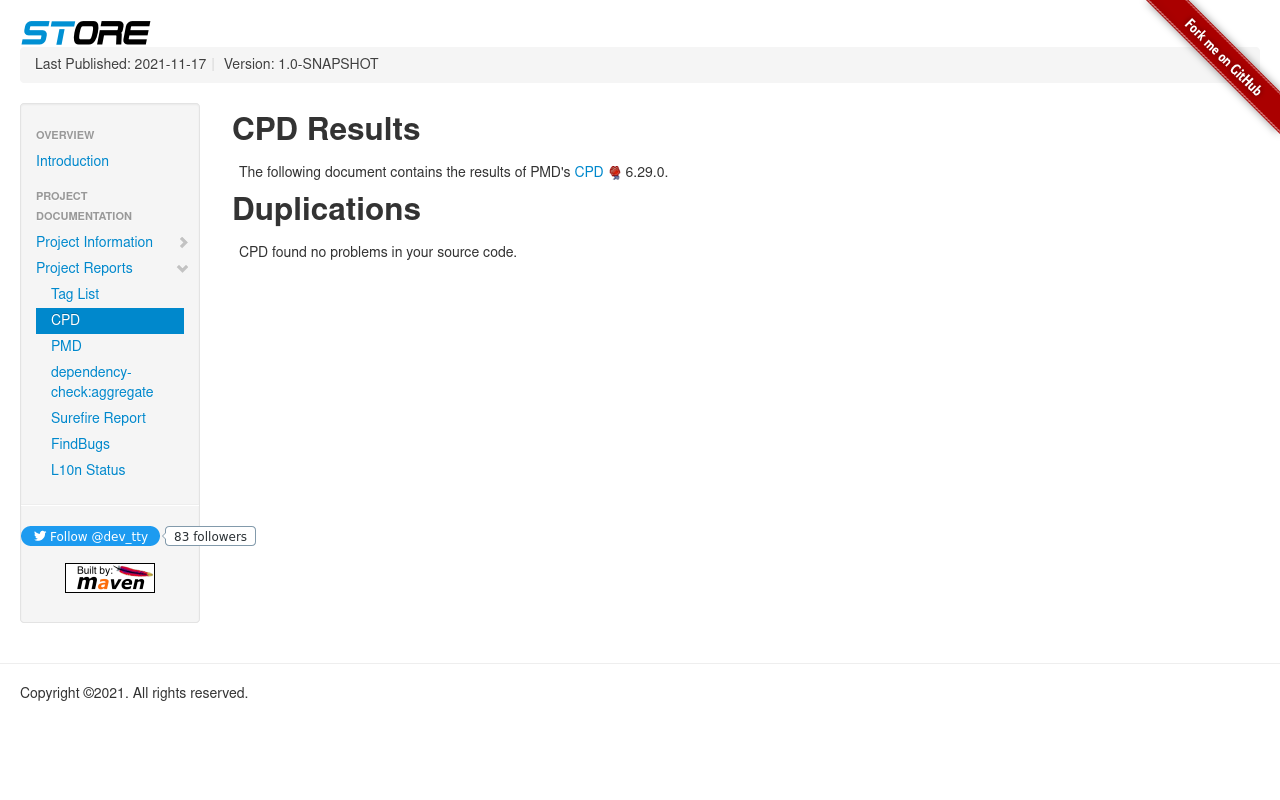 STORE
Fork me on GitHub
Last Published: 2021-11-17 | Version: 1.0-SNAPSHOT
OVERVIEW
Introduction
PROJECT
DOCUMENTATION
Project Information
Project Reports
Tag List
CPD
PMD
dependency-
check:aggregate
Surefire Report
FindBugs
L10n Status
Follow @dev_tty
83 followers
Built by:
maven
CPD Results
The following document contains the results of PMD's CPD 6.29.0.
Duplications
CPD found no problems in your source code.
Copyright ©2021. All rights reserved.